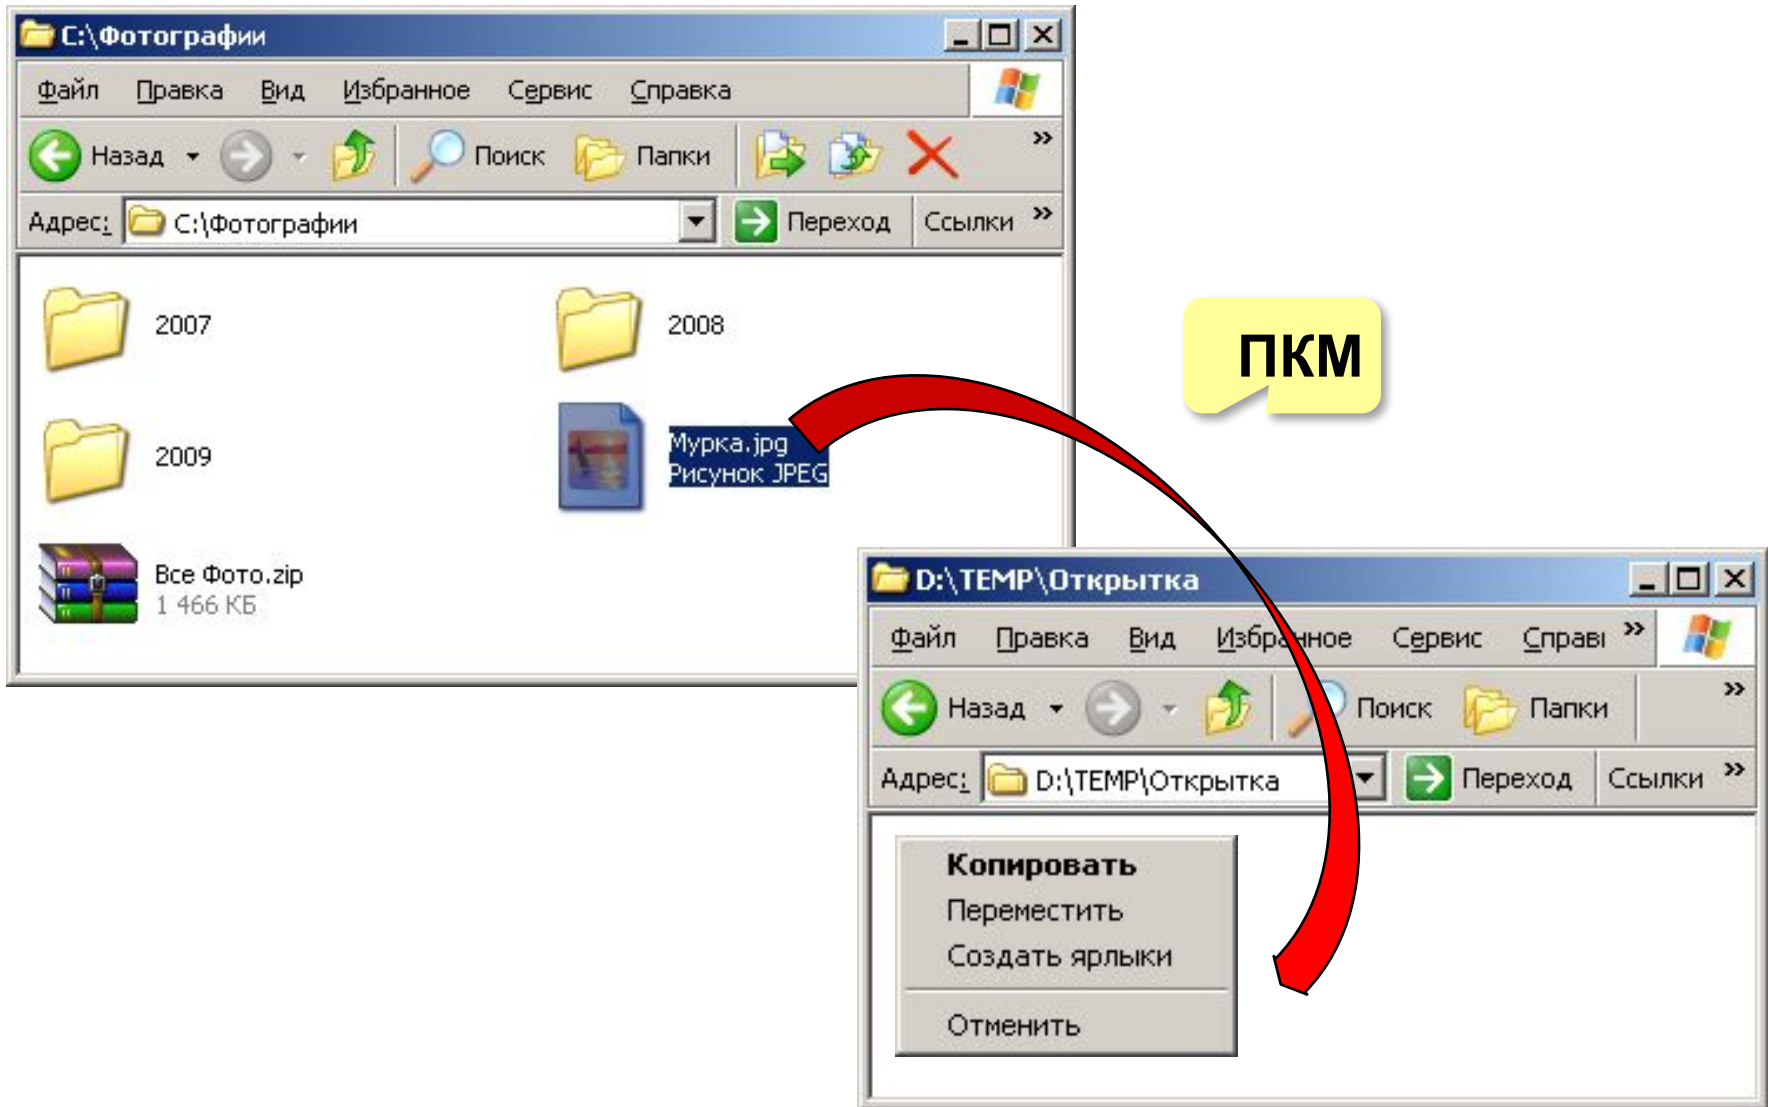 C:\Фотографии
Файл Правка Вид Избранное Сервис Справка
Назад Поиск Папки »
Адрес: C:\Фотографии Переход Ссылки »
2007 2008
2009
Мурка.jpg
Рисунок JPEG
Все Фото.zip
1 466 КБ
ПКМ
D:\TEMP\Открытка
Файл Правка Вид Избранное Сервис Справ »
Назад Поиск Папки »
Адрес: D:\TEMP\Открытка Переход Ссылки »
Копировать
Переместить
Создать ярлыки
Отменить